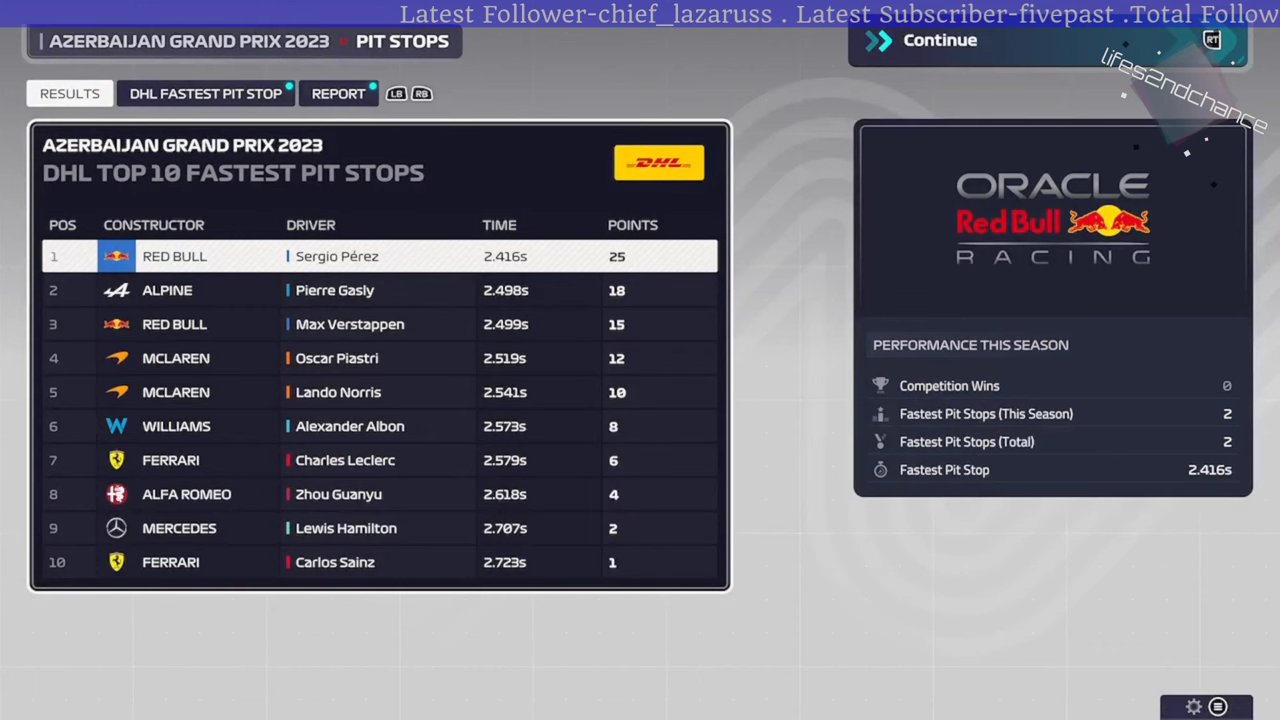 Latest Follower-chief_lazaruss . Latest Subscriber-fivepast .Total Follow
AZERBAIJAN GRAND PRIX 2023 PIT STOPS
Continue RT
lifes2ndchance
RESULTS DHL FASTEST PIT STOP REPORT LB RB
AZERBAIJAN GRAND PRIX 2023
DHL TOP 10 FASTEST PIT STOPS
DHL
POS CONSTRUCTOR DRIVER TIME POINTS
1 RED BULL Sergio Pérez 2.416s 25
2 ALPINE Pierre Gasly 2.498s 18
3 RED BULL Max Verstappen 2.499s 15
4 MCLAREN Oscar Piastri 2.519s 12
5 MCLAREN Lando Norris 2.541s 10
6 WILLIAMS Alexander Albon 2.573s 8
7 FERRARI Charles Leclerc 2.579s 6
8 ALFA ROMEO Zhou Guanyu 2.618s 4
9 MERCEDES Lewis Hamilton 2.707s 2
10 FERRARI Carlos Sainz 2.723s 1
ORACLE
Red Bull
RACING
PERFORMANCE THIS SEASON
Competition Wins 0
Fastest Pit Stops (This Season) 2
Fastest Pit Stops (Total) 2
Fastest Pit Stop 2.416s